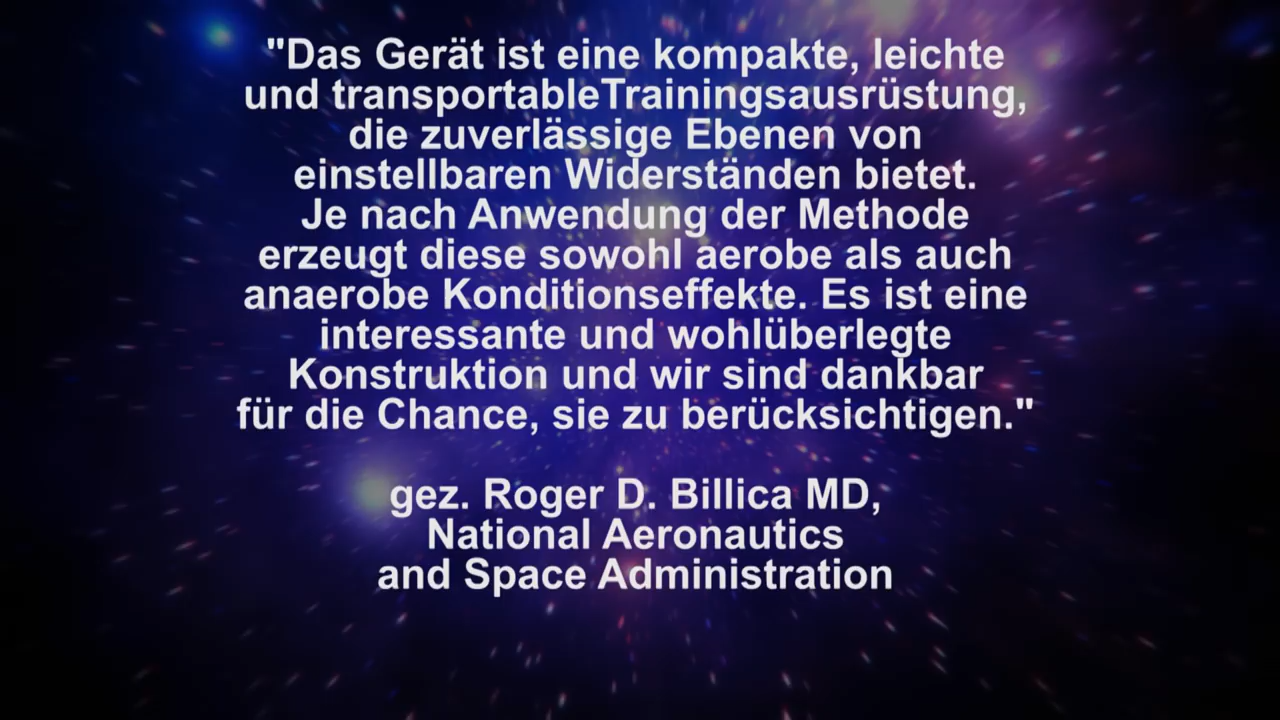 "Das Gerät ist eine kompakte, leichte
und transportableTrainingsausrüstung,
die zuverlässige Ebenen von
einstellbaren Widerständen bietet.
Je nach Anwendung der Methode
erzeugt diese sowohl aerobe als auch
anaerobe Konditionseffekte. Es ist eine
interessante und wohlüberlegte
Konstruktion und wir sind dankbar
für die Chance, sie zu berücksichtigen."
gez. Roger D. Billica MD,
National Aeronautics
and Space Administration